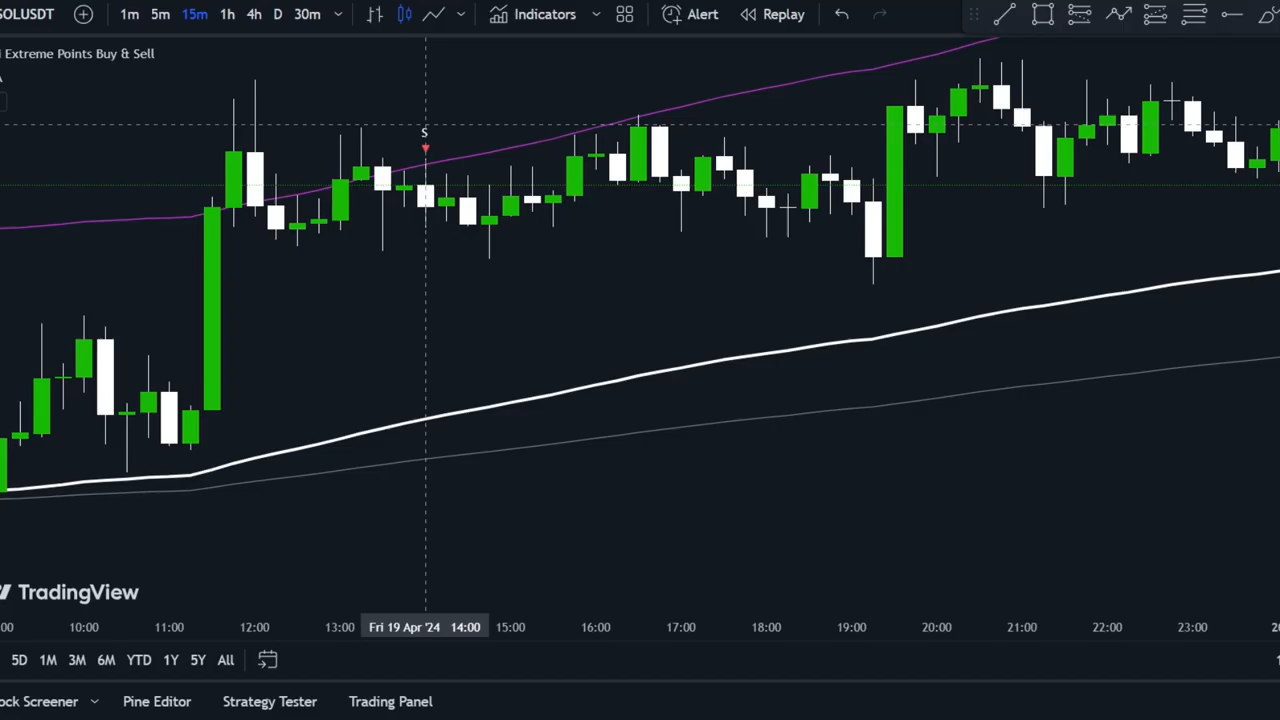 SOLUSDT 1m 5m 15m 1h 4h D 30m Indicators Alert Replay
Extreme Points Buy & Sell
S
TradingView
:00 10:00 11:00 12:00 13:00 Fri 19 Apr '24 14:00 15:00 16:00 17:00 18:00 19:00 20:00 21:00 22:00 23:00
5D 1M 3M 6M YTD 1Y 5Y All
ock Screener Pine Editor Strategy Tester Trading Panel